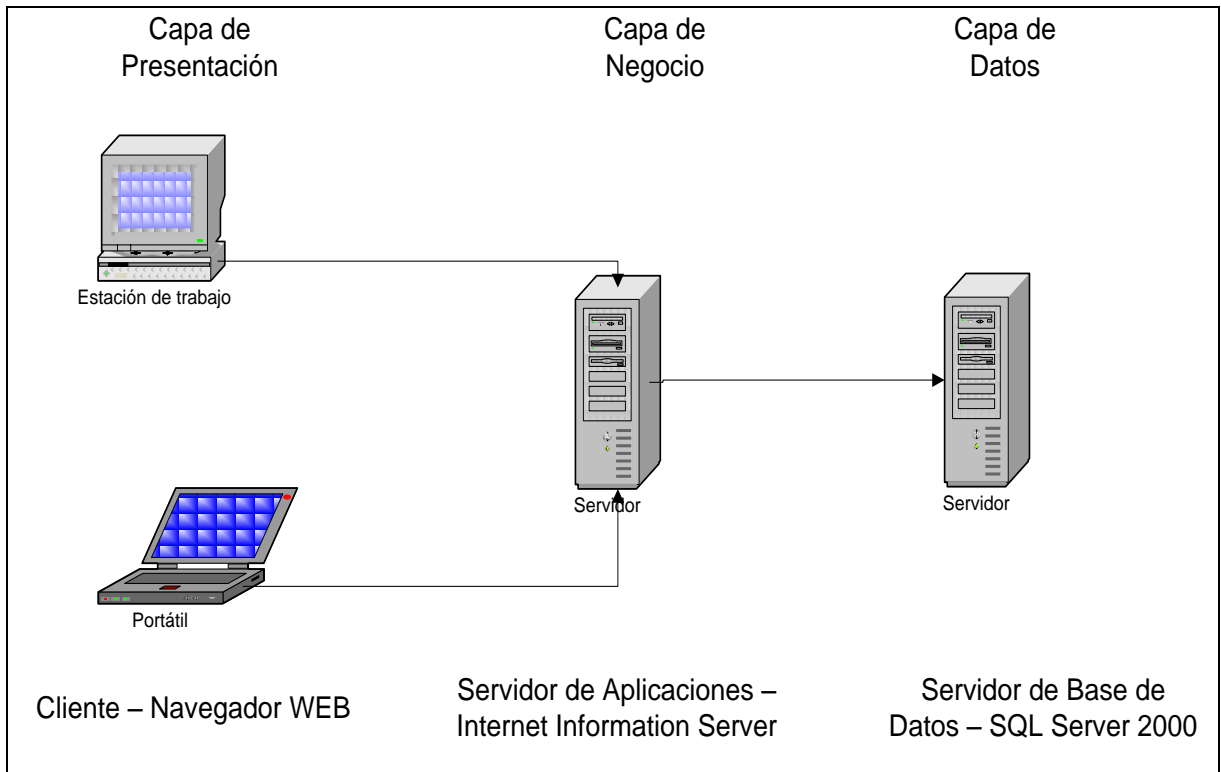 Capa de
Presentación
Capa de
Negocio
Capa de
Datos
Estación de trabajo
Servidor
Servidor
Portátil
Cliente – Navegador WEB
Servidor de Aplicaciones –
Internet Information Server
Servidor de Base de
Datos – SQL Server 2000